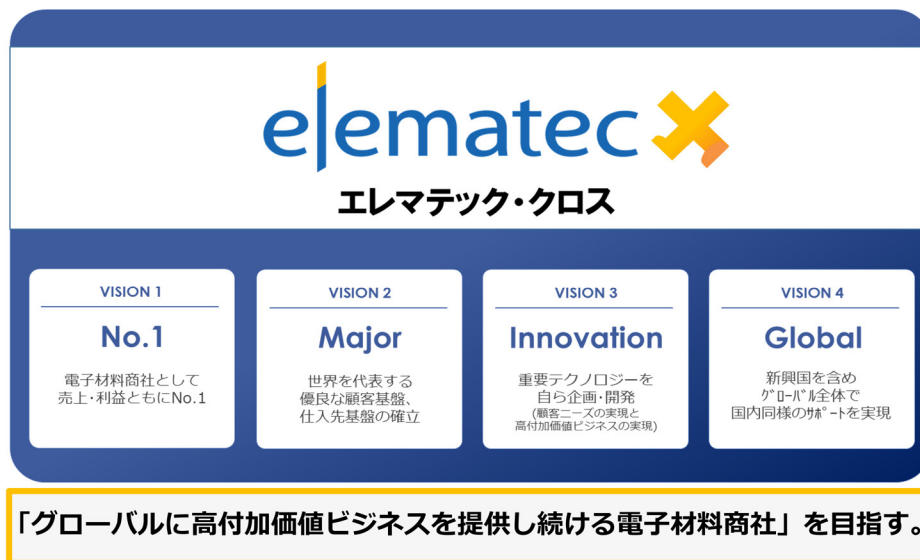 elematec X
エレマテック・クロス
VISION 1
No.1
電子材料商社として
売上・利益ともにNo.1
VISION 2
Major
世界を代表する
優良な顧客基盤、
仕入先基盤の確立
VISION 3
Innovation
重要テクノロジーを
自ら企画・開発
(顧客ニーズの実現と
高付加価値ビジネスの実現)
VISION 4
Global
新興国を含め
グローバル全体で
国内同様のサポートを実現
「グローバルに高付加価値ビジネスを提供し続ける電子材料商社」を目指す。